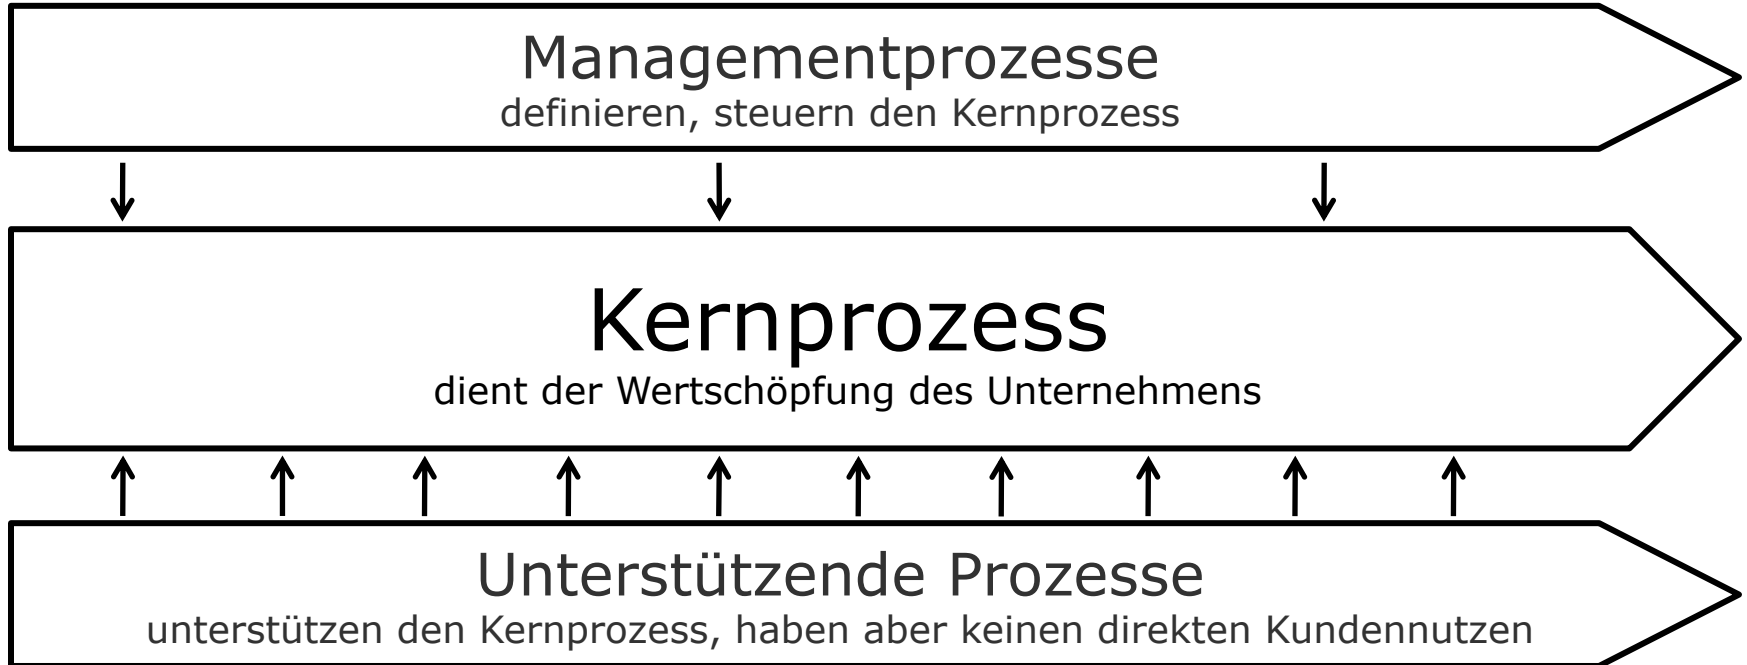 Managementprozesse
definieren, steuern den Kernprozess
Kernprozess
dient der Wertschöpfung des Unternehmens
Unterstützende Prozesse
unterstützen den Kernprozess, haben aber keinen direkten Kundennutzen